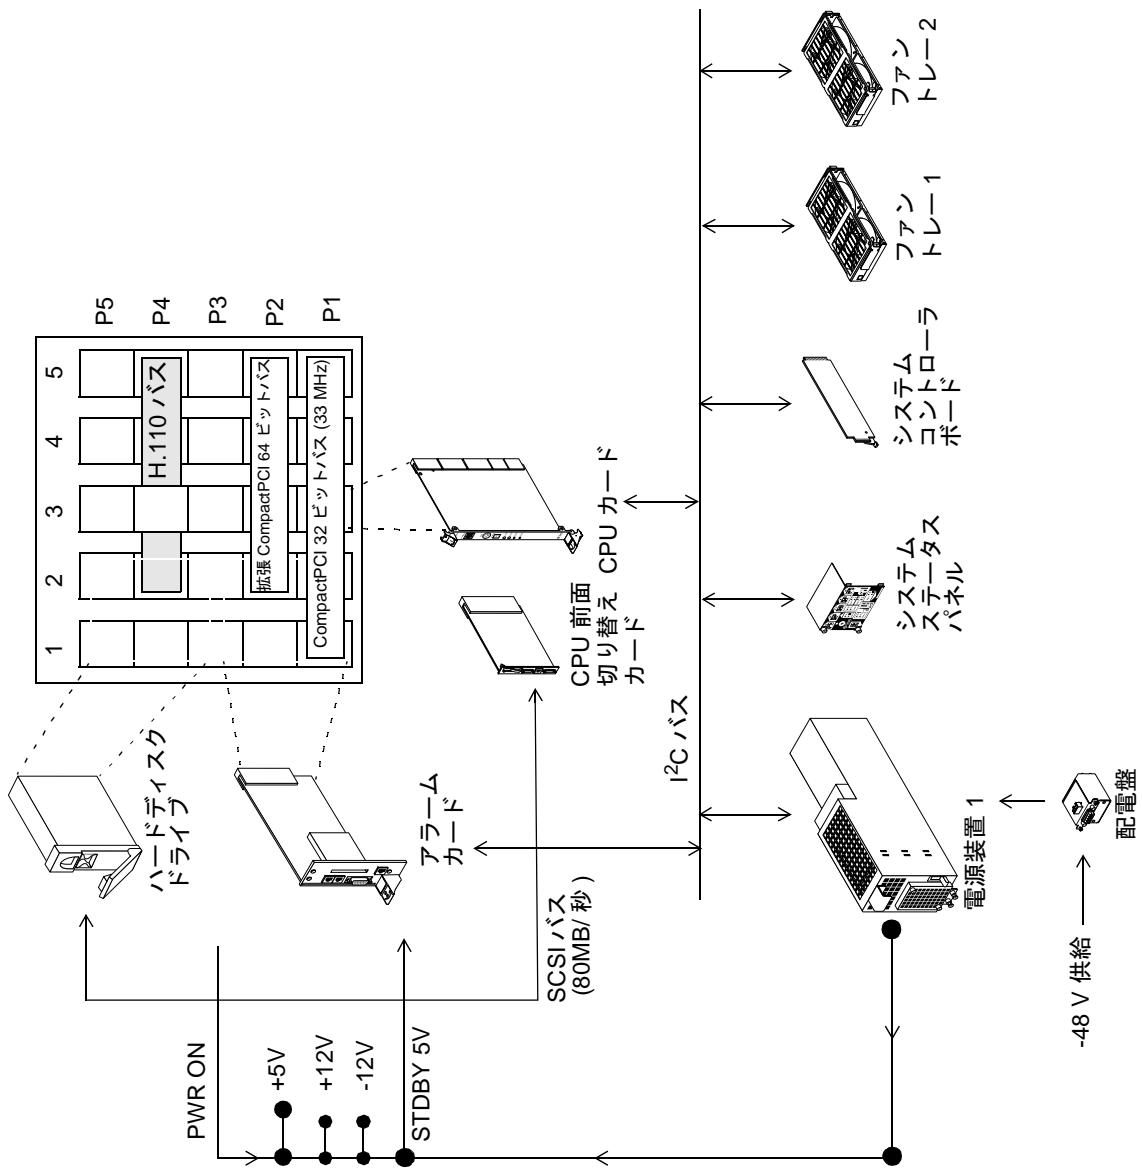 PWR ON
+5V
+12V
-12V
STDBY 5V
ハードディスク
ドライブ
アラーム
カード
SCSI バス
(80MB/ 秒 )
1
2
3
4
5
P5
P4
P3
P2
P1
H.110 バス
拡張 CompactPCI 64 ビットバス
CompactPCI 32 ビットバス (33 MHz)
CPU 前面
切り替え
カード
CPU カード
I²C バス
-48 V 供給
配電盤
電源装置 1
システム
ステータス
パネル
システム
コントローラ
ボード
ファン
トレー 1
ファン
トレー 2